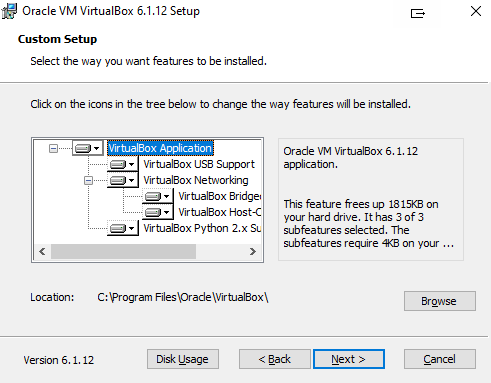 Oracle VM VirtualBox 6.1.12 Setup
Custom Setup
Select the way you want features to be installed.
Click on the icons in the tree below to change the way features will be installed.
VirtualBox Application
VirtualBox USB Support
VirtualBox Networking
VirtualBox Bridge
VirtualBox Host-C
VirtualBox Python 2.x Su
Oracle VM VirtualBox 6.1.12
application.
This feature frees up 1815KB on
your hard drive. It has 3 of 3
subfeatures selected. The
subfeatures require 4KB on your ...
Location: C:\Program Files\Oracle\VirtualBox\
Browse
Version 6.1.12
Disk Usage
< Back
Next >
Cancel